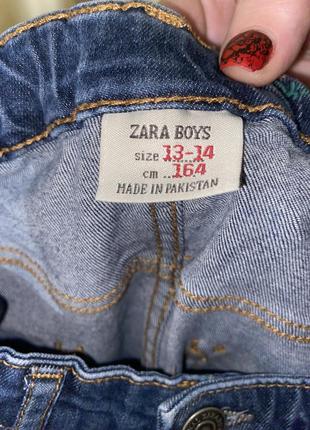 ZARA BOYS
size 13-14
cm 164
MADE IN PAKISTAN